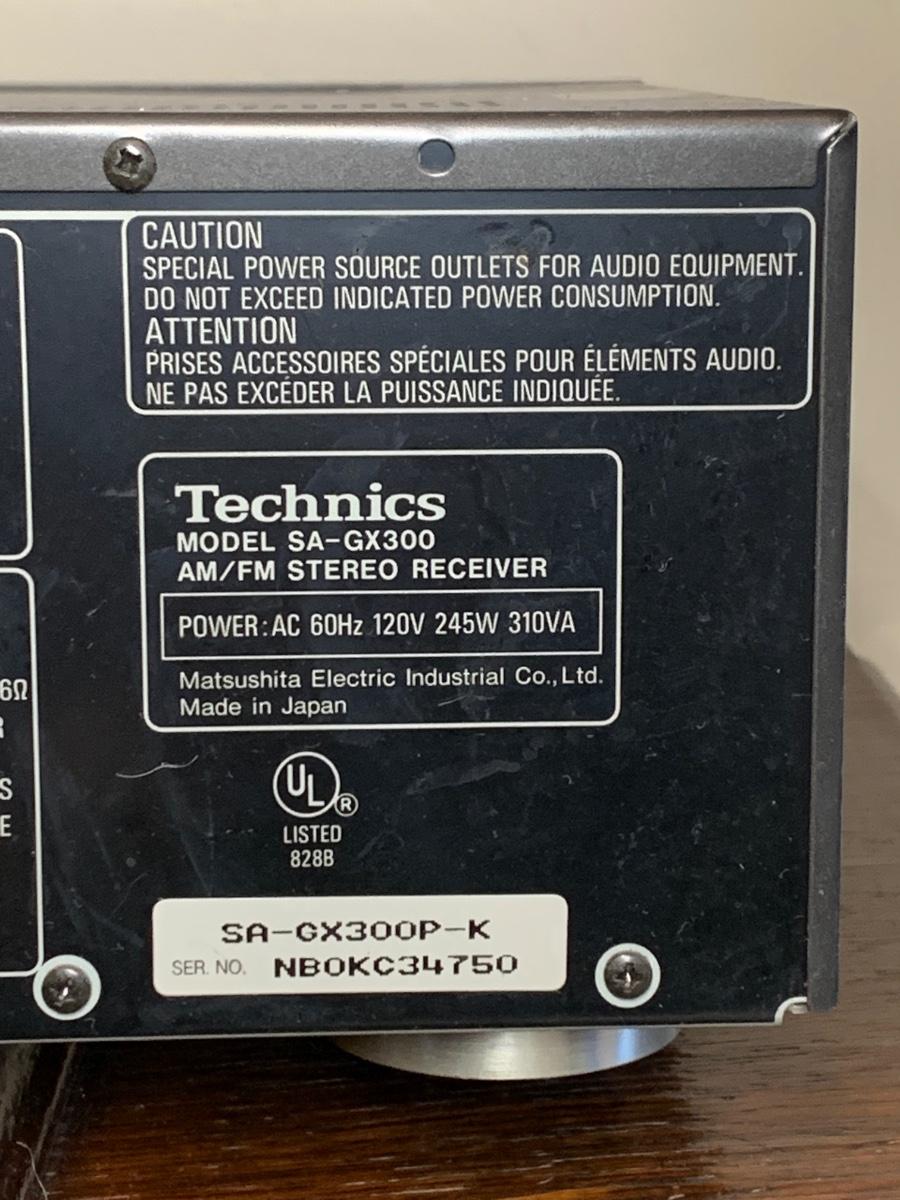 CAUTION
SPECIAL POWER SOURCE OUTLETS FOR AUDIO EQUIPMENT.
DO NOT EXCEED INDICATED POWER CONSUMPTION.
ATTENTION
PRISES ACCESSOIRES SPÉCIALES POUR ÉLÉMENTS AUDIO.
NE PAS EXCÉDER LA PUISSANCE INDIQUÉE.
Technics
MODEL SA-GX300
AM/FM STEREO RECEIVER
POWER: AC 60Hz 120V 245W 310VA
Matsushita Electric Industrial Co., Ltd.
Made in Japan
6Ω
S
E
UL ®
LISTED
828B
SA-GX300P-K
SER. NO. NB0KC34750